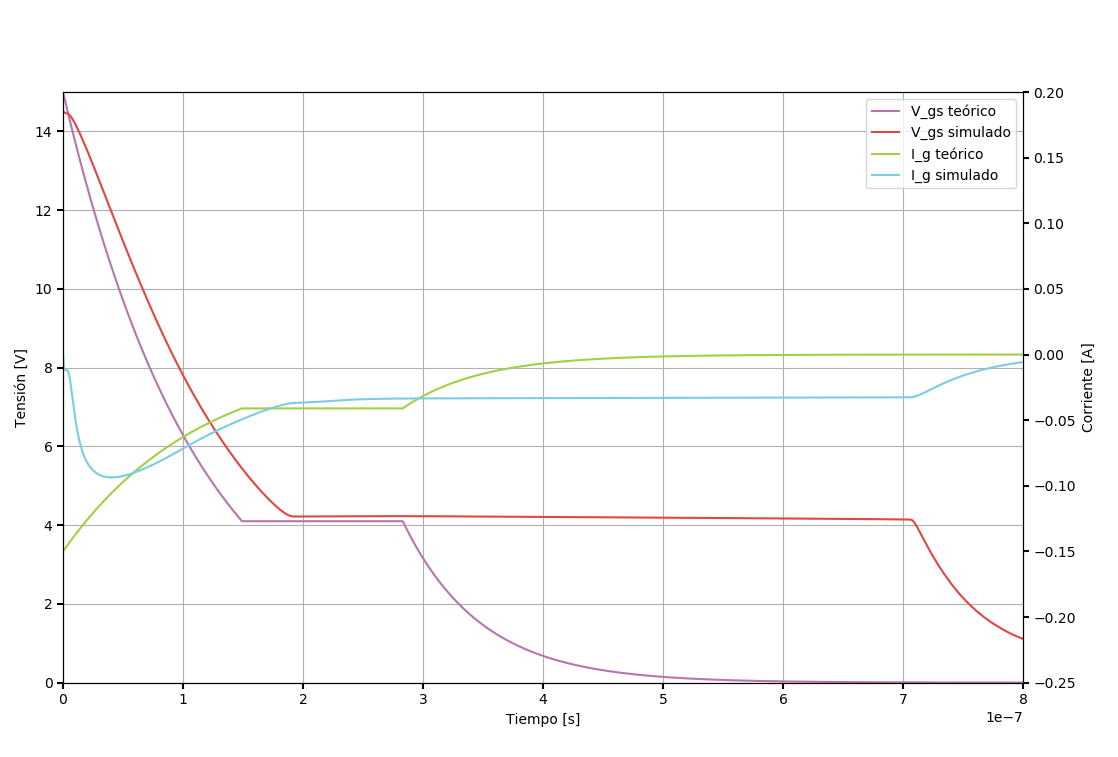 V_gs teórico
V_gs simulado
I_g teórico
I_g simulado
Tensión [V]
14
12
10
8
6
4
2
0
0.20
0.15
0.10
0.05
0.00
−0.05
−0.10
−0.15
−0.20
−0.25
Corriente [A]
0 1 2 3 4 5 6 7 8
1e−7
Tiempo [s]